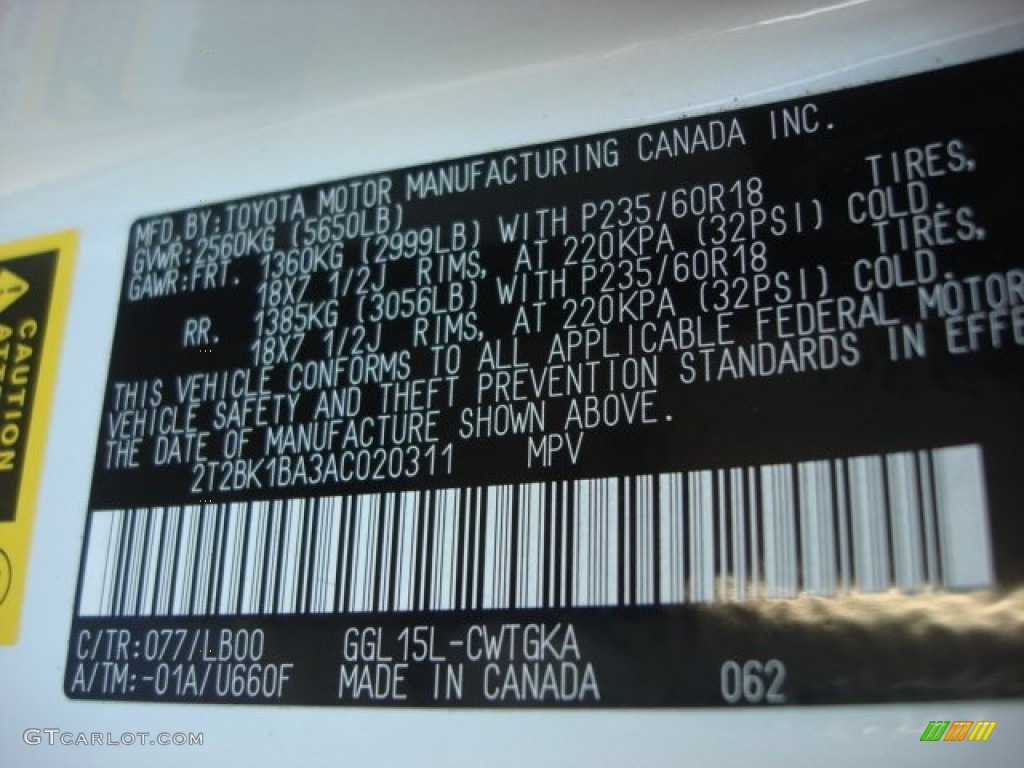 MFD. BY: TOYOTA MOTOR MANUFACTURING CANADA INC.
GVWR: 2560KG (5650LB)
GAWR: FRT. 1360KG (2999LB) WITH P235/60R18 TIRES,
18X7 1/2J RIMS, AT 220KPA (32PSI) COLD.
RR. 1385KG (3056LB) WITH P235/60R18 TIRES,
18X7 1/2J RIMS, AT 220KPA (32PSI) COLD.
THIS VEHICLE CONFORMS TO ALL APPLICABLE FEDERAL MOTOR
VEHICLE SAFETY AND THEFT PREVENTION STANDARDS IN EFFE
THE DATE OF MANUFACTURE SHOWN ABOVE.
2T2BK1BA3AC020311 MPV
C/TR: 077/LB00 GGL15L-CWTGKA
A/TM: -01A/U660F MADE IN CANADA 062
CAUTION
GTCARLOT.COM